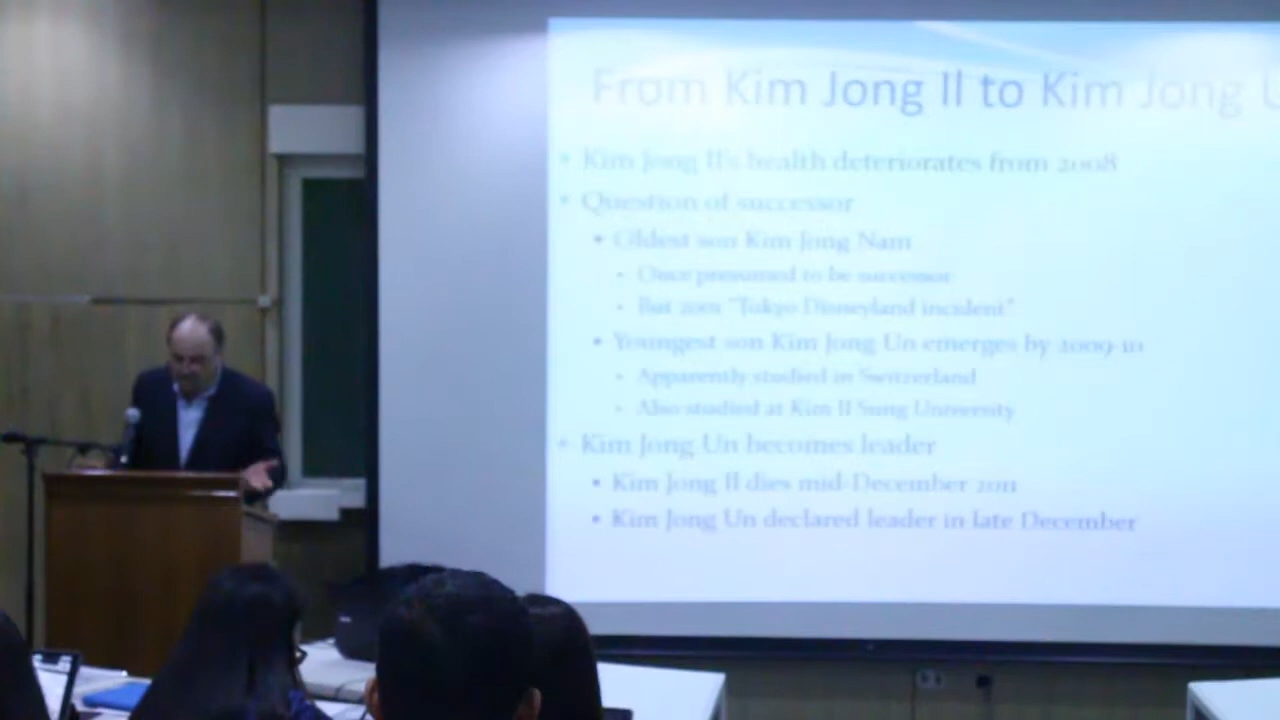 From Kim Jong Il to Kim Jong U
• Kim Jong Il's health deteriorates from 2008
• Question of successor
• Oldest son Kim Jong Nam
• Once presumed to be successor
• But 2001 "Tokyo Disneyland incident"
• Youngest son Kim Jong Un emerges by 2009-10
• Apparently studied in Switzerland
• Also studied at Kim Il Sung University
• Kim Jong Un becomes leader
• Kim Jong Il dies mid-December 2011
• Kim Jong Un declared leader in late December